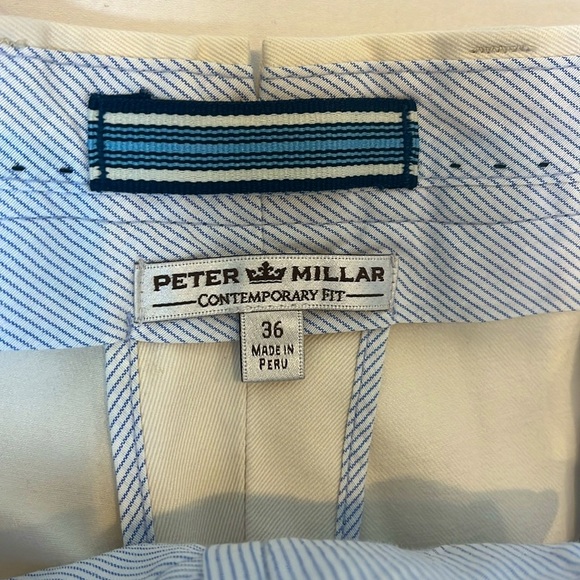 PETER MILLAR
CONTEMPORARY FIT
36
MADE IN
PERU